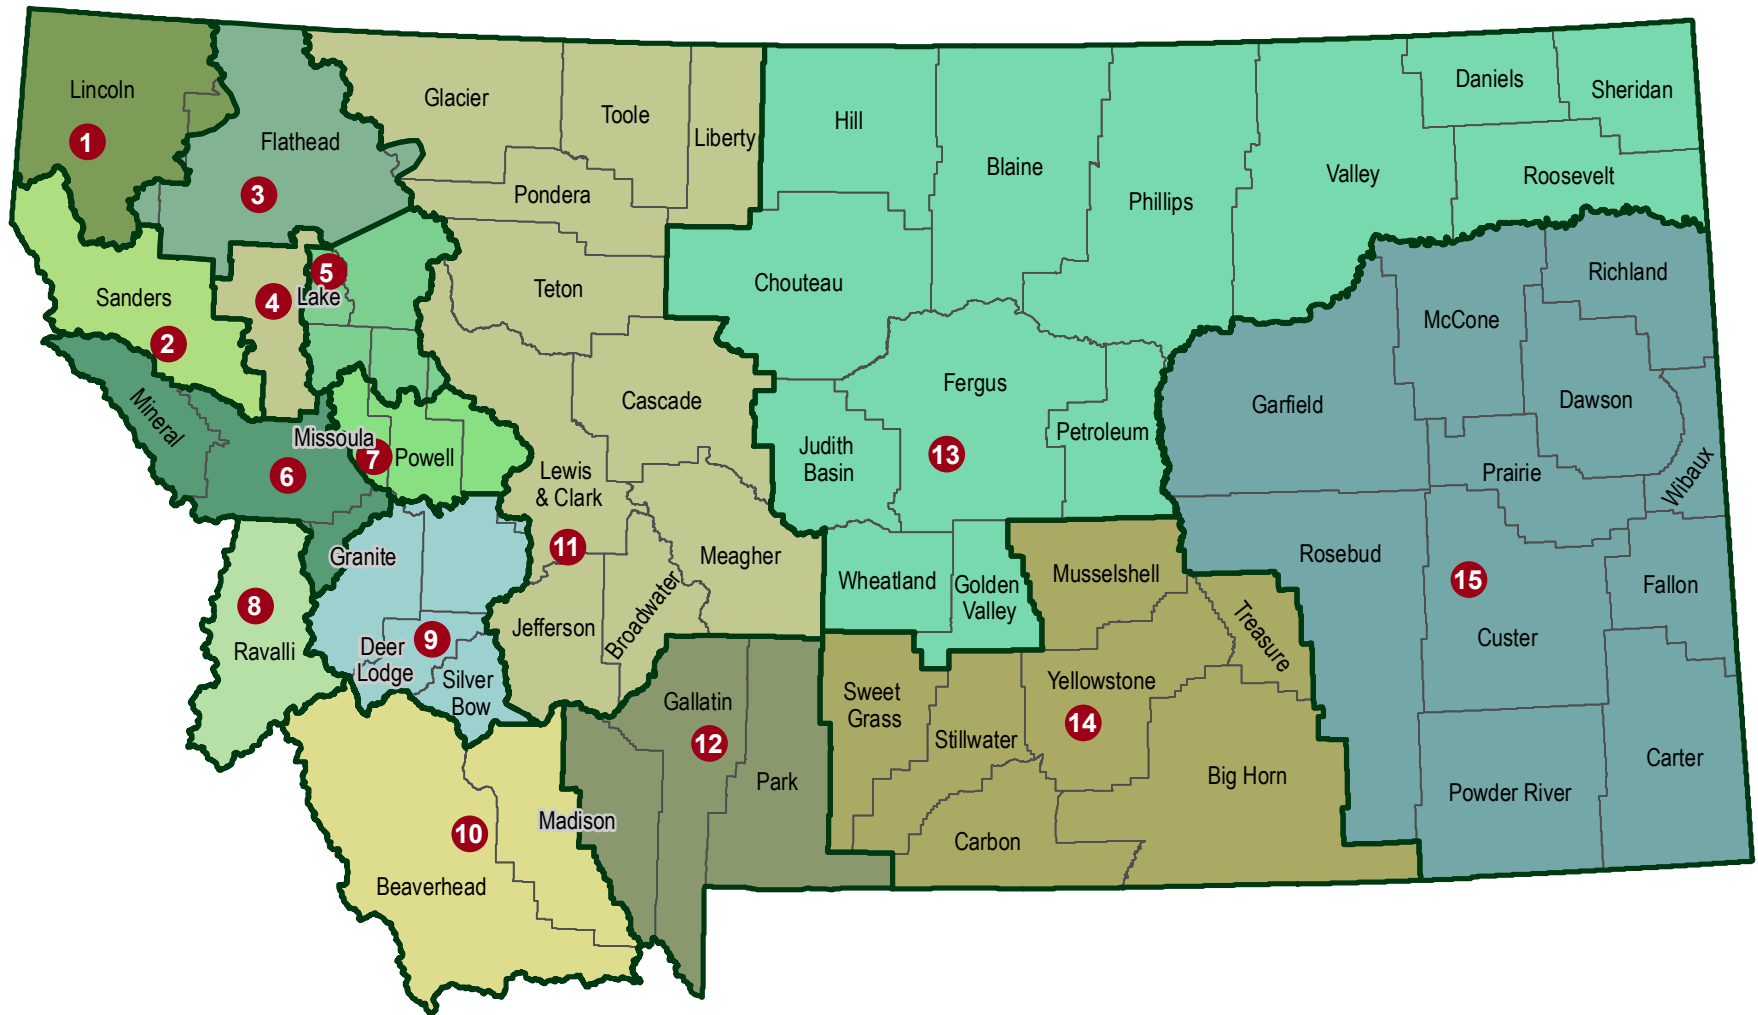 Lincoln
1
Flathead
3
Glacier
Toole
Liberty
Pondera
Hill
Blaine
Phillips
Valley
Daniels
Sheridan
Roosevelt
Sanders
2
4
5
Lake
Teton
Chouteau
McCone
Richland
Mineral
Missoula
6
7
Powell
Cascade
Lewis
& Clark
11
Judith
Basin
Fergus
13
Petroleum
Garfield
Dawson
Prairie
Wibaux
Granite
8
Ravalli
9
Deer
Lodge
Silver
Bow
Jefferson
Broadwater
Meagher
Wheatland
Golden
Valley
Musselshell
Treasure
Rosebud
15
Custer
Fallon
Gallatin
12
Park
Sweet
Grass
Stillwater
Yellowstone
14
Big Horn
Carbon
Powder River
Carter
10
Madison
Beaverhead